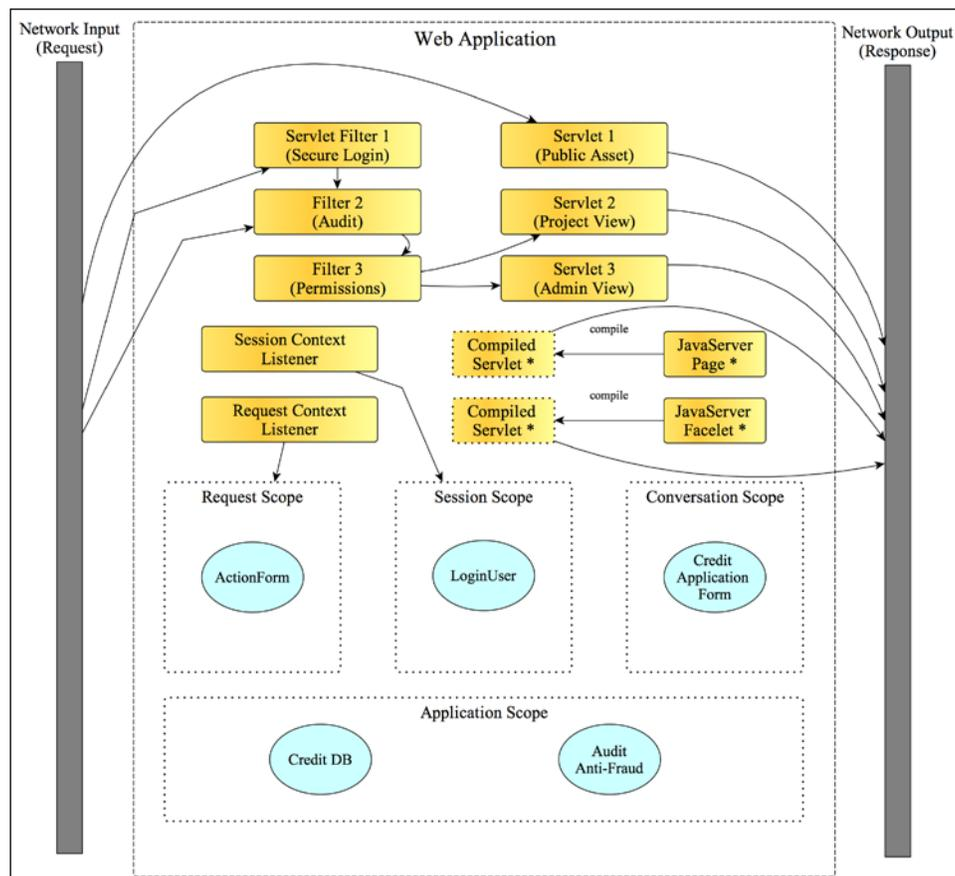 Network Input
(Request)
Web Application
Network Output
(Response)
Servlet Filter 1
(Secure Login)
Servlet 1
(Public Asset)
Filter 2
(Audit)
Servlet 2
(Project View)
Filter 3
(Permissions)
Servlet 3
(Admin View)
Session Context
Listener
Compiled
Servlet *
compile
JavaServer
Page *
Request Context
Listener
Compiled
Servlet *
compile
JavaServer
Facelet *
Request Scope
ActionForm
Session Scope
LoginUser
Conversation Scope
Credit
Application
Form
Application Scope
Credit DB
Audit
Anti-Fraud